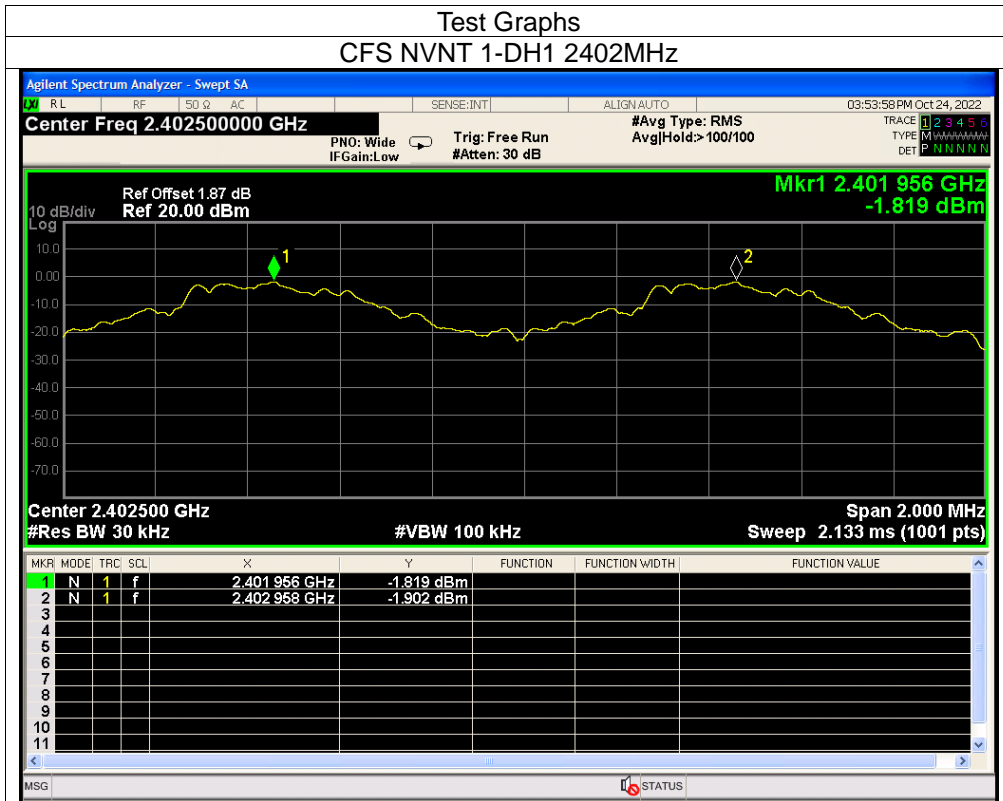 Test Graphs
CFS NVNT 1-DH1 2402MHz
Agilent Spectrum Analyzer - Swept SA
LXI RL RF 50 Ω AC SENSE:INT ALIGN AUTO 03:53:58 PM Oct 24, 2022
Center Freq 2.402500000 GHz
PNO: Wide
IFGain:Low
Trig: Free Run
#Atten: 30 dB
#Avg Type: RMS
Avg|Hold:>100/100
TRACE 1 2 3 4 5 6
TYPE M W W W W W
DET P N N N N N
Mkr1 2.401 956 GHz
-1.819 dBm
Ref Offset 1.87 dB
10 dB/div Ref 20.00 dBm
Log
10.0
0.00
-10.0
-20.0
-30.0
-40.0
-50.0
-60.0
-70.0
1
2
Center 2.402500 GHz Span 2.000 MHz
#Res BW 30 kHz #VBW 100 kHz Sweep 2.133 ms (1001 pts)
MKR MODE TRC SCL X Y FUNCTION FUNCTION WIDTH FUNCTION VALUE
1 N 1 f 2.401 956 GHz -1.819 dBm
2 N 1 f 2.402 958 GHz -1.902 dBm
3
4
5
6
7
8
9
10
11
MSG STATUS